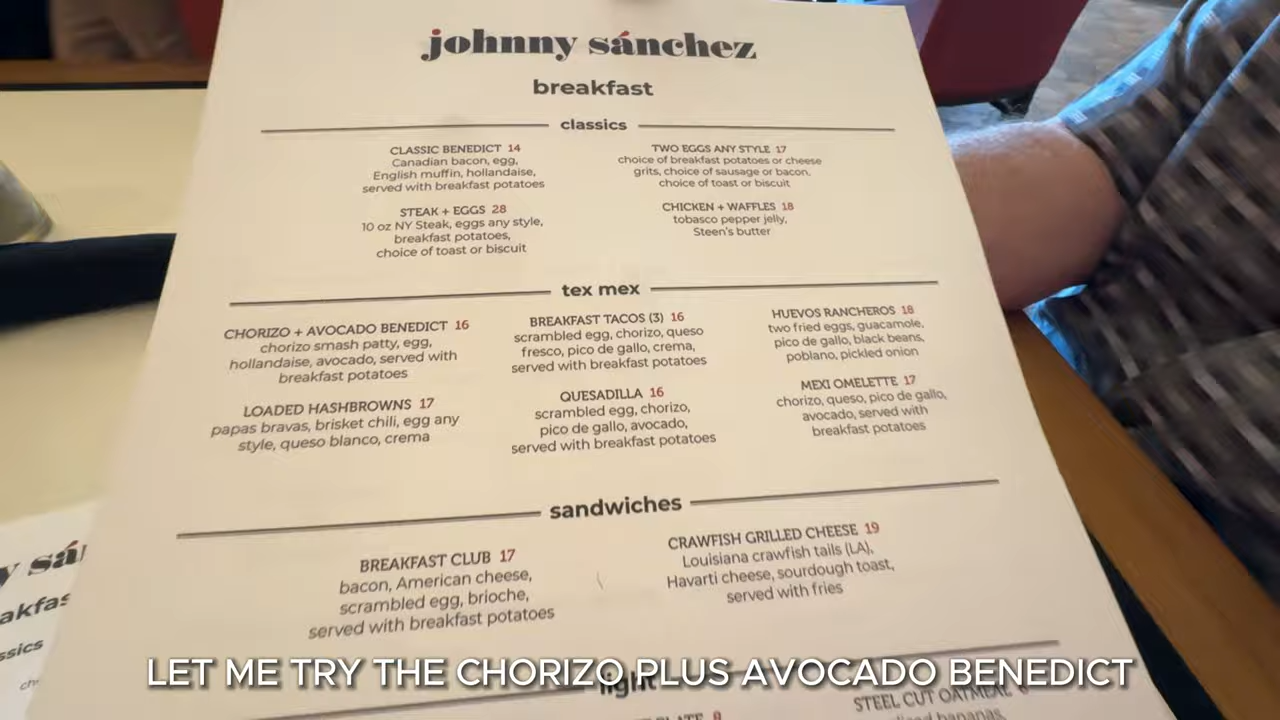 johnny sánchez
breakfast
classics
CLASSIC BENEDICT 14
Canadian bacon, egg,
English muffin, hollandaise,
served with breakfast potatoes
TWO EGGS ANY STYLE 17
choice of breakfast potatoes or cheese
grits, choice of sausage or bacon,
choice of toast or biscuit
STEAK + EGGS 28
10 oz NY Steak, eggs any style,
breakfast potatoes,
choice of toast or biscuit
CHICKEN + WAFFLES 18
tobasco pepper jelly,
Steen's butter
tex mex
CHORIZO + AVOCADO BENEDICT 16
chorizo smash patty, egg,
hollandaise, avocado, served with
breakfast potatoes
BREAKFAST TACOS (3) 16
scrambled egg, chorizo, queso
fresco, pico de gallo, crema,
served with breakfast potatoes
HUEVOS RANCHEROS 18
two fried eggs, guacamole,
pico de gallo, black beans,
poblano, pickled onion
LOADED HASHBROWNS 17
papas bravas, brisket chili, egg any
style, queso blanco, crema
QUESADILLA 16
scrambled egg, chorizo,
pico de gallo, avocado,
served with breakfast potatoes
MEXI OMELETTE 17
chorizo, queso, pico de gallo,
avocado, served with
breakfast potatoes
sandwiches
BREAKFAST CLUB 17
bacon, American cheese,
scrambled egg, brioche,
served with breakfast potatoes
CRAWFISH GRILLED CHEESE 19
Louisiana crawfish tails (LA),
Havarti cheese, sourdough toast,
served with fries
light
STEEL CUT OATMEAL
bananas,
LET ME TRY THE CHORIZO PLUS AVOCADO BENEDICT